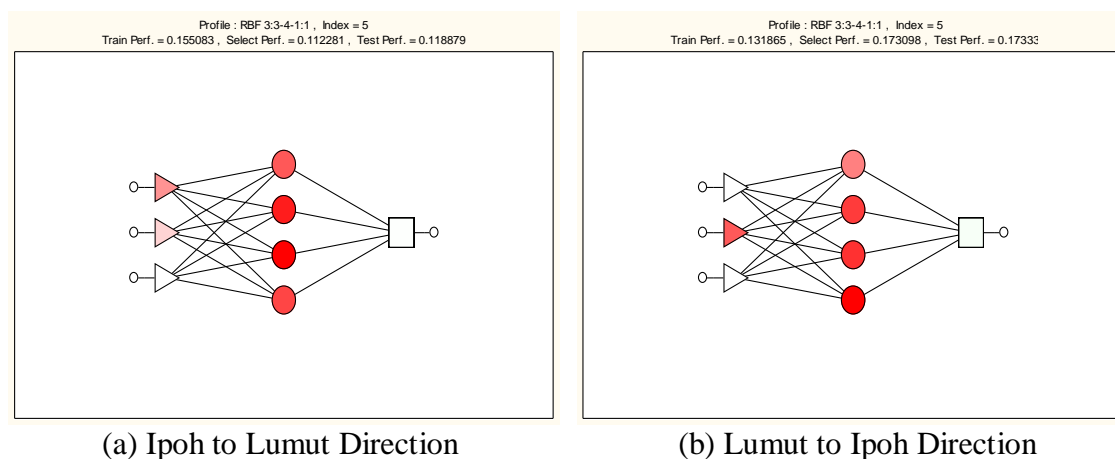 Profile : RBF 3:3-4-1:1 , Index = 5
Train Perf. = 0.155083 , Select Perf. = 0.112281 , Test Perf. = 0.118879
Profile : RBF 3:3-4-1:1 , Index = 5
Train Perf. = 0.131865 , Select Perf. = 0.173098 , Test Perf. = 0.17333
(a) Ipoh to Lumut Direction
(b) Lumut to Ipoh Direction